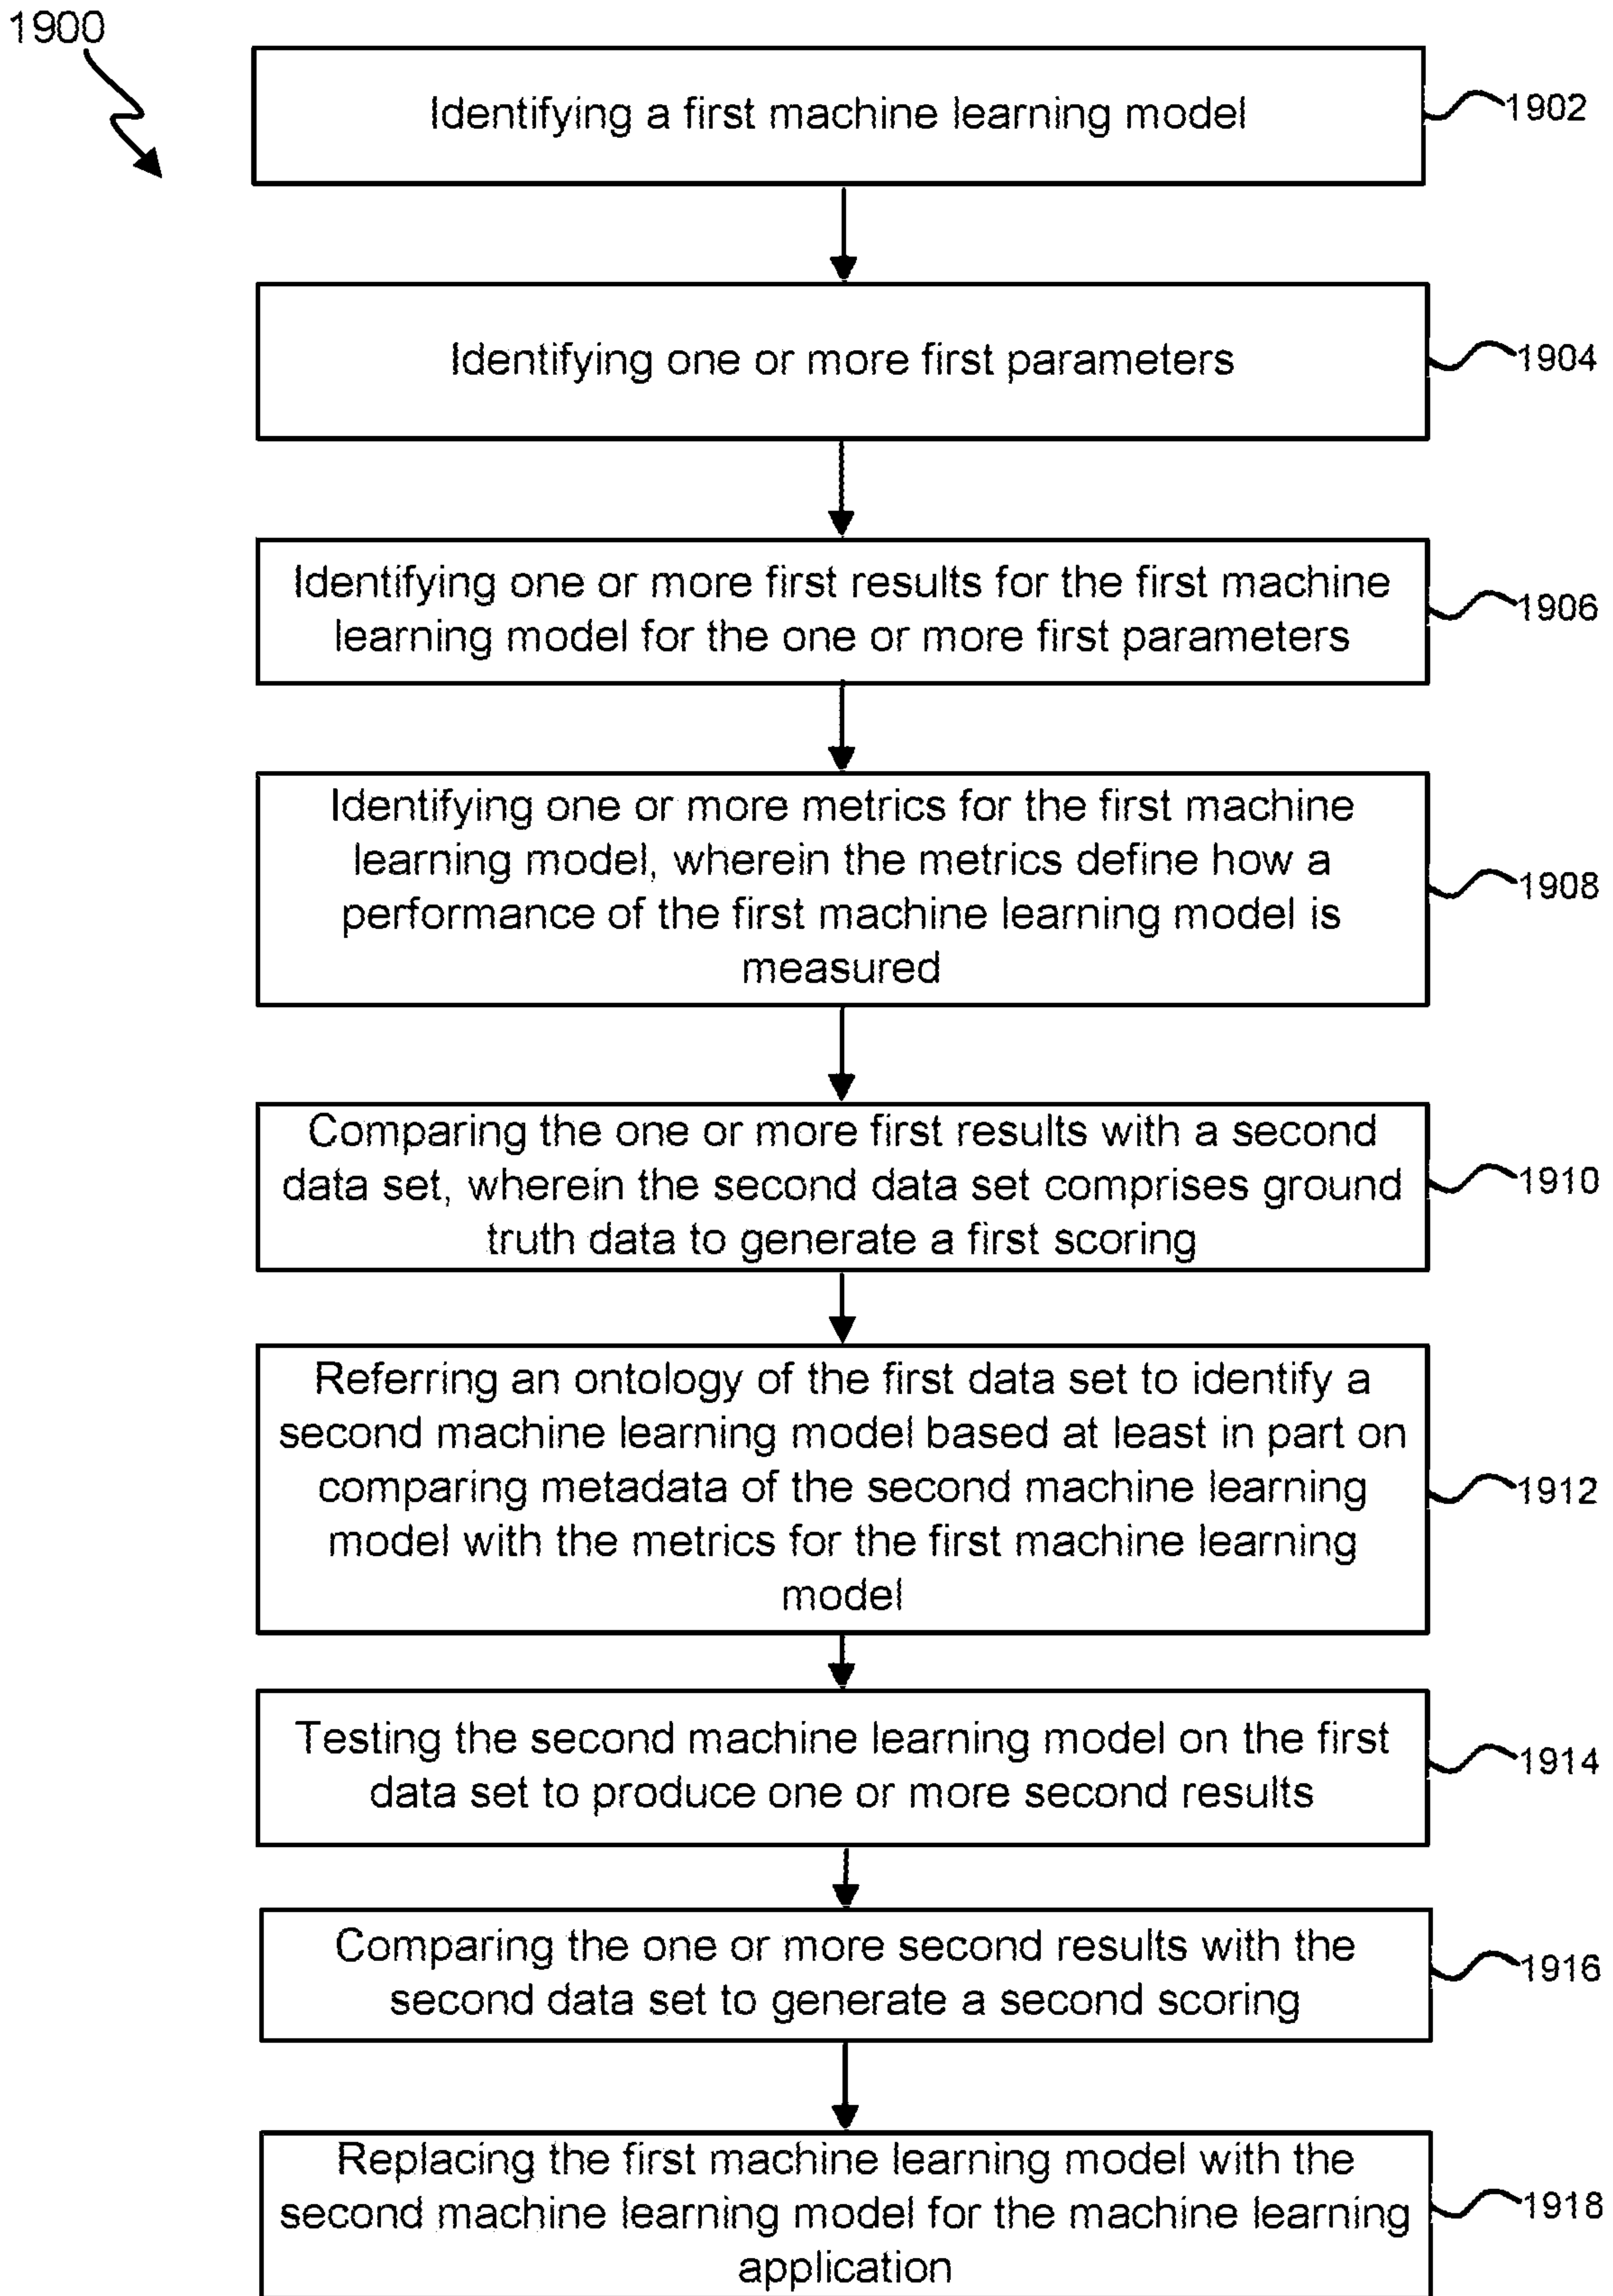 1900
Identifying a first machine learning model
1902
Identifying one or more first parameters
1904
Identifying one or more first results for the first machine
learning model for the one or more first parameters
1906
Identifying one or more metrics for the first machine
learning model, wherein the metrics define how a
performance of the first machine learning model is
measured
1908
Comparing the one or more first results with a second
data set, wherein the second data set comprises ground
truth data to generate a first scoring
1910
Referring an ontology of the first data set to identify a
second machine learning model based at least in part on
comparing metadata of the second machine learning
model with the metrics for the first machine learning
model
1912
Testing the second machine learning model on the first
data set to produce one or more second results
1914
Comparing the one or more second results with the
second data set to generate a second scoring
1916
Replacing the first machine learning model with the
second machine learning model for the machine learning
application
1918